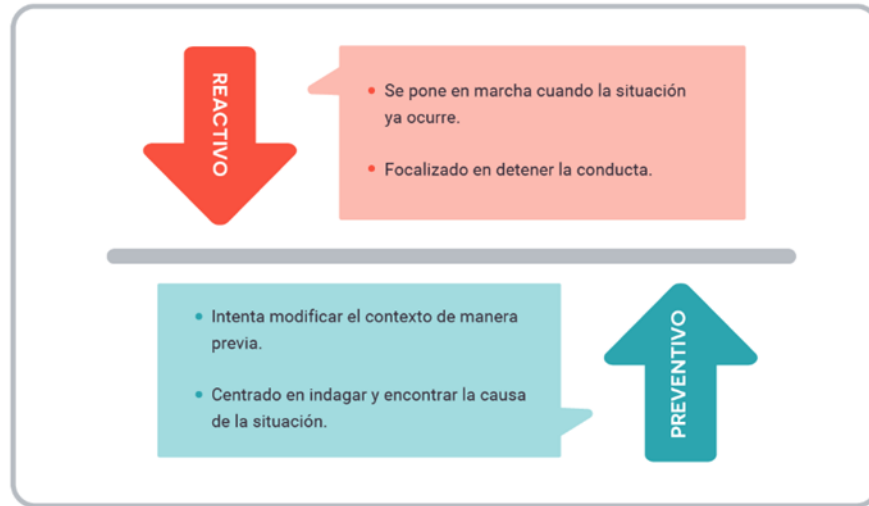 REACTIVO
• Se pone en marcha cuando la situación
ya ocurre.
• Focalizado en detener la conducta.
• Intenta modificar el contexto de manera
previa.
• Centrado en indagar y encontrar la causa
de la situación.
PREVENTIVO